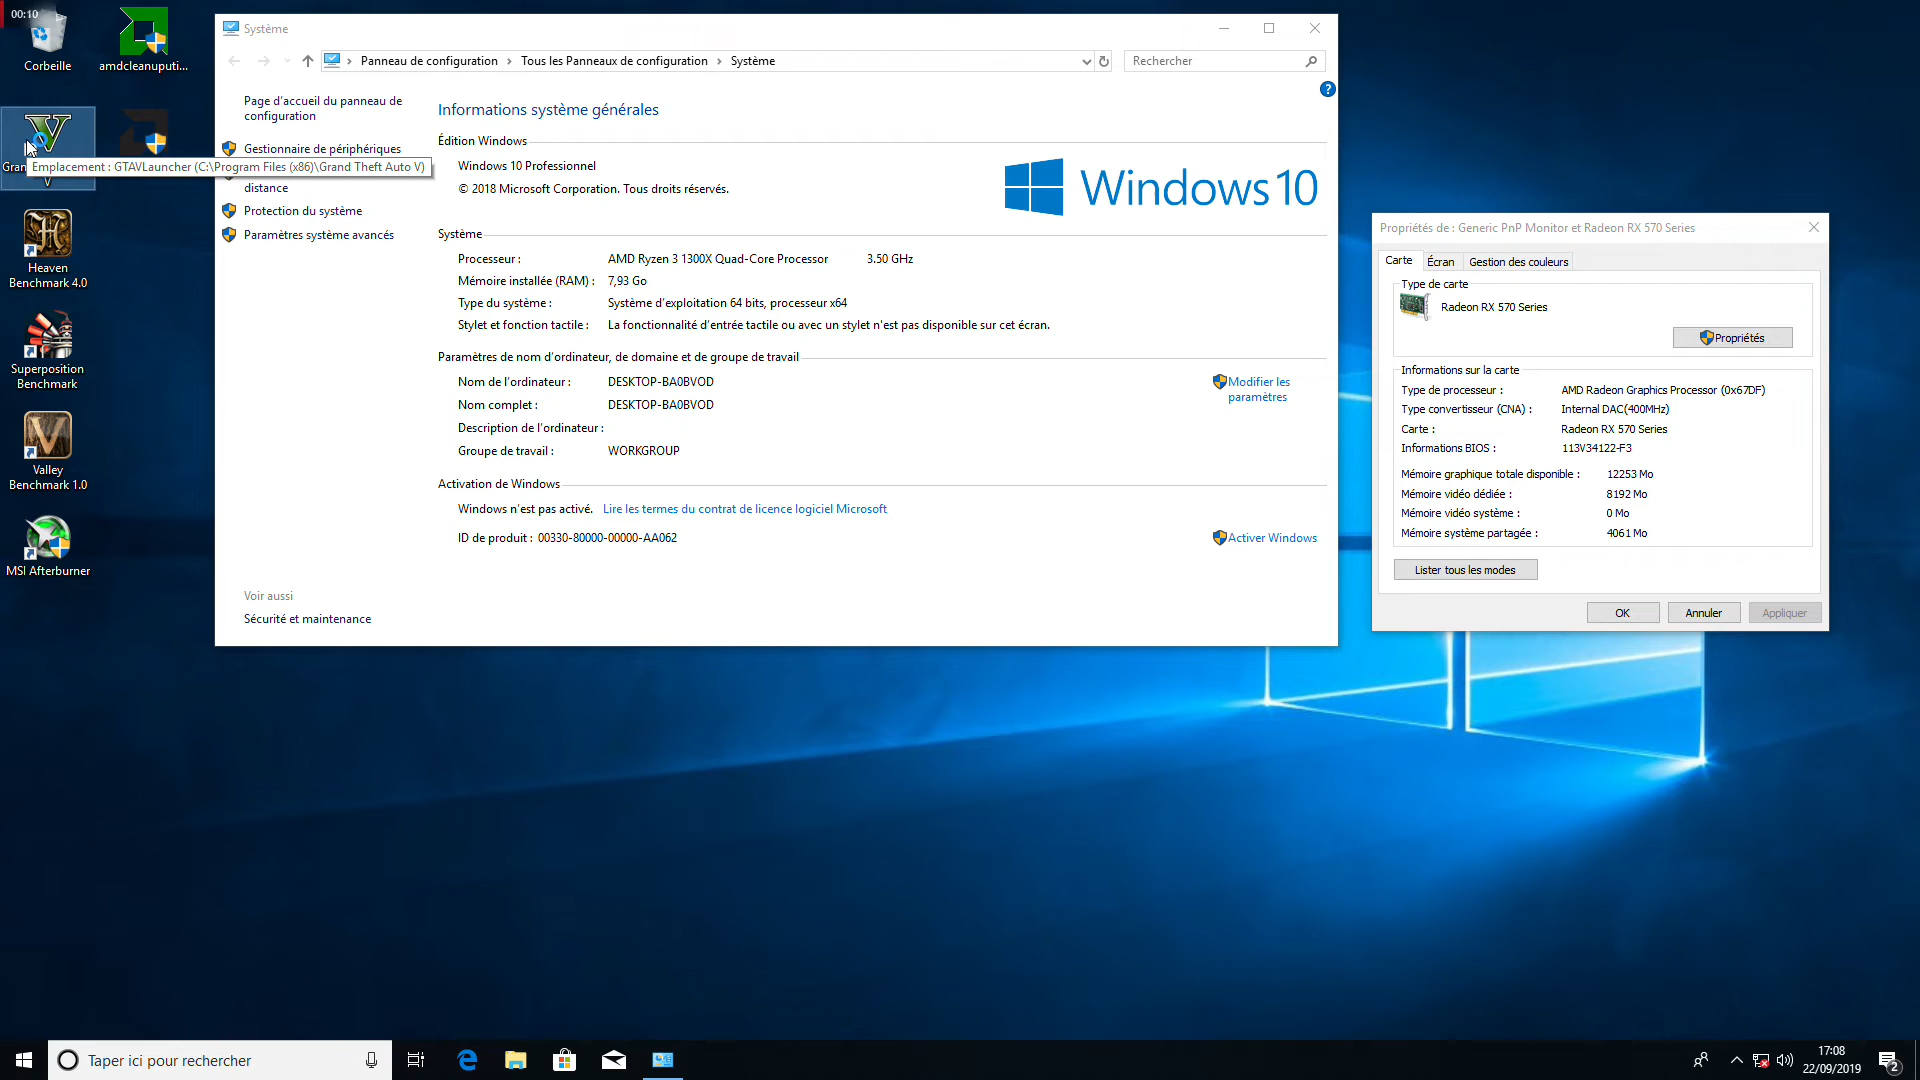 00:10
Corbeille
amdcleanuputi...
Emplacement : GTAVLauncher (C:\Program Files (x86)\Grand Theft Auto V)
Heaven
Benchmark 4.0
Superposition
Benchmark
Valley
Benchmark 1.0
MSI Afterburner
Système
Panneau de configuration > Tous les Panneaux de configuration > Système
Rechercher
Page d'accueil du panneau de
configuration
Gestionnaire de périphériques
distance
Protection du système
Paramètres système avancés
Voir aussi
Sécurité et maintenance
Informations système générales
Édition Windows
Windows 10 Professionnel
© 2018 Microsoft Corporation. Tous droits réservés.
Windows 10
Système
Processeur : AMD Ryzen 3 1300X Quad-Core Processor 3.50 GHz
Mémoire installée (RAM) : 7,93 Go
Type du système : Système d'exploitation 64 bits, processeur x64
Stylet et fonction tactile : La fonctionnalité d'entrée tactile ou avec un stylet n'est pas disponible sur cet écran.
Paramètres de nom d'ordinateur, de domaine et de groupe de travail
Nom de l'ordinateur : DESKTOP-BA0BVOD
Modifier les
paramètres
Nom complet : DESKTOP-BA0BVOD
Description de l'ordinateur :
Groupe de travail : WORKGROUP
Activation de Windows
Windows n'est pas activé. Lire les termes du contrat de licence logiciel Microsoft
ID de produit : 00330-80000-00000-AA062
Activer Windows
Propriétés de : Generic PnP Monitor et Radeon RX 570 Series
Carte Écran Gestion des couleurs
Type de carte
Radeon RX 570 Series
Propriétés
Informations sur la carte
Type de processeur : AMD Radeon Graphics Processor (0x67DF)
Type convertisseur (CNA) : Internal DAC(400MHz)
Carte : Radeon RX 570 Series
Informations BIOS : 113V34122-F3
Mémoire graphique totale disponible : 12253 Mo
Mémoire vidéo dédiée : 8192 Mo
Mémoire vidéo système : 0 Mo
Mémoire système partagée : 4061 Mo
Lister tous les modes
OK Annuler Appliquer
Taper ici pour rechercher
17:08
22/09/2019
2